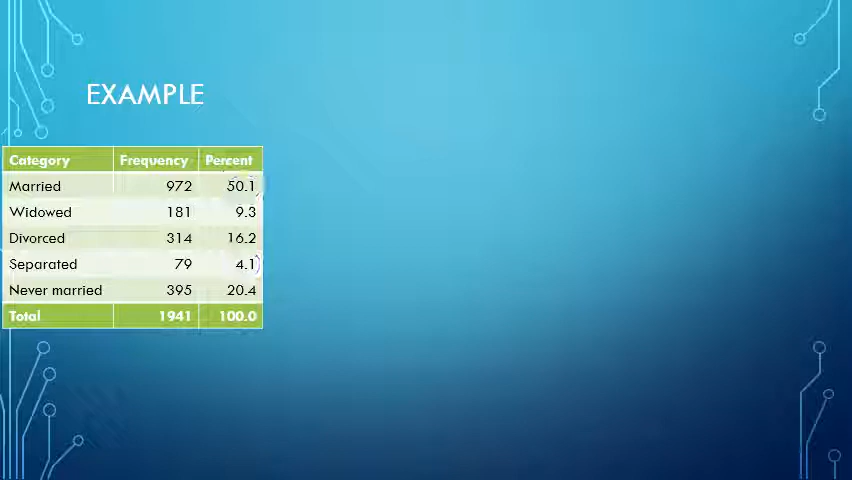 EXAMPLE
Category Frequency Percent
Married 972 50.1
Widowed 181 9.3
Divorced 314 16.2
Separated 79 4.1
Never married 395 20.4
Total 1941 100.0